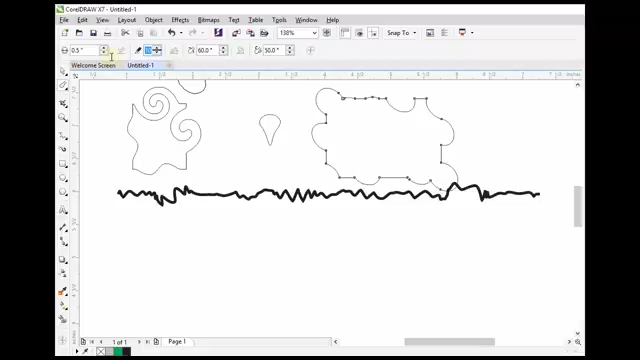 CorelDRAW X7 - Untitled-1
File Edit View Layout Object Effects Bitmaps Text Table Tools Window Help
138% Snap To
0.5 " 10 60.0 ° 50.0 °
Welcome Screen Untitled-1
inches
1 of 1 Page 1